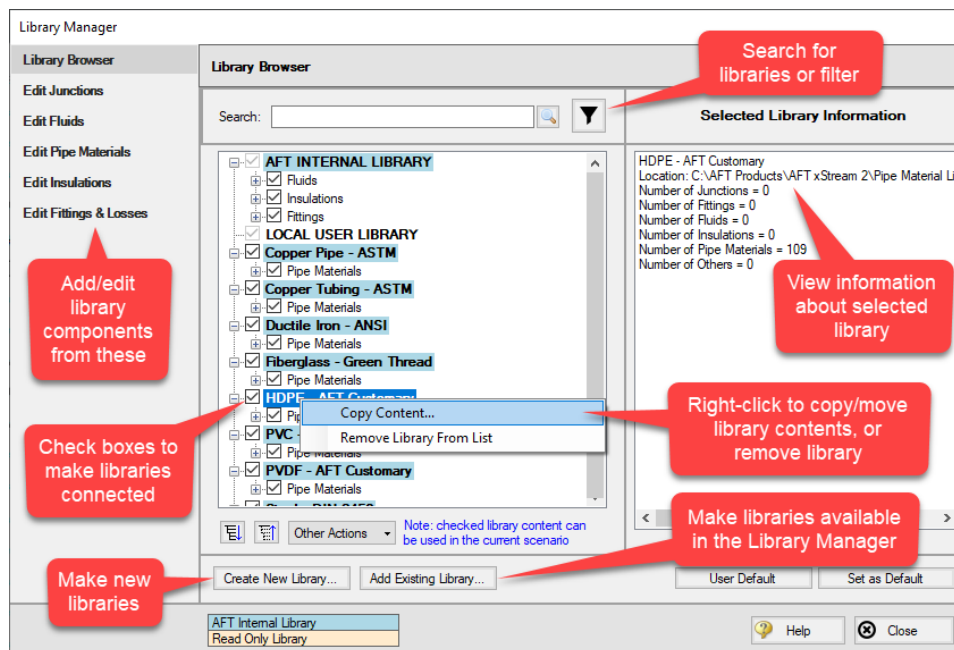 Library Manager
Library Browser
Edit Junctions
Edit Fluids
Edit Pipe Materials
Edit Insulations
Edit Fittings & Losses
Add/edit
library
components
from these
Library Browser
Search for
libraries or filter
Search:
AFT INTERNAL LIBRARY
Fluids
Insulations
Fittings
LOCAL USER LIBRARY
Copper Pipe - ASTM
Pipe Materials
Copper Tubing - ASTM
Pipe Materials
Ductile Iron - ANSI
Pipe Materials
Fiberglass - Green Thread
Pipe Materials
HDPE - AFT Customary
Copy Content...
Remove Library From List
PVC -
Pipe Materials
PVDF - AFT Customary
Pipe Materials
Check boxes to
make libraries
connected
Right-click to copy/move
library contents, or
remove library
Selected Library Information
HDPE - AFT Customary
Location: C:\AFT Products\AFT xStream 2\Pipe Material Li
Number of Junctions = 0
Number of Fittings = 0
Number of Fluids = 0
Number of Insulations = 0
Number of Pipe Materials = 109
Number of Others = 0
View information
about selected
library
Other Actions
Note: checked library content can
be used in the current scenario
Make libraries available
in the Library Manager
Make new
libraries
Create New Library...
Add Existing Library...
User Default
Set as Default
AFT Internal Library
Read Only Library
Help
Close